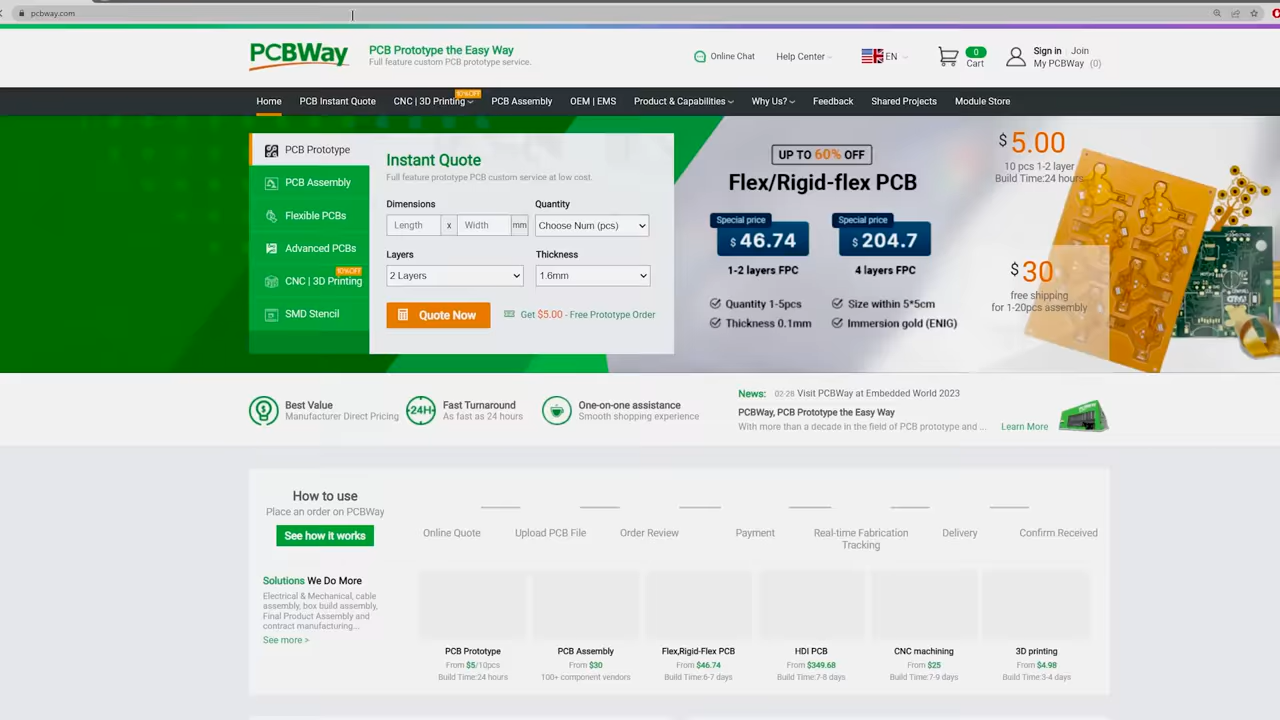 pcbway.com
PCBWay
PCB Prototype the Easy Way
Full feature custom PCB prototype service.
Online Chat
Help Center
EN
0
Cart
Sign in | Join
My PCBWay (0)
Home
PCB Instant Quote
CNC | 3D Printing
10%OFF
PCB Assembly
OEM | EMS
Product & Capabilities
Why Us?
Feedback
Shared Projects
Module Store
PCB Prototype
PCB Assembly
Flexible PCBs
Advanced PCBs
10%OFF
CNC | 3D Printing
SMD Stencil
Instant Quote
Full feature prototype PCB custom service at low cost.
Dimensions
Quantity
Length x Width mm
Choose Num (pcs)
Layers
Thickness
2 Layers
1.6mm
Quote Now
Get $5.00 - Free Prototype Order
UP TO 60% OFF
Flex/Rigid-flex PCB
Special price
$ 46.74
1-2 layers FPC
Special price
$ 204.7
4 layers FPC
Quantity 1-5pcs
Size within 5*5cm
Thickness 0.1mm
Immersion gold (ENIG)
$ 5.00
10 pcs 1-2 layer
Build Time:24 hours
$ 30
free shipping
for 1-20pcs assembly
Best Value
Manufacturer Direct Pricing
24H
Fast Turnaround
As fast as 24 hours
One-on-one assistance
Smooth shopping experience
News: 02-28 Visit PCBWay at Embedded World 2023
PCBWay, PCB Prototype the Easy Way
With more than a decade in the field of PCB prototype and ...
Learn More
How to use
Place an order on PCBWay
See how it works
Online Quote
Upload PCB File
Order Review
Payment
Real-time Fabrication
Tracking
Delivery
Confirm Received
Solutions We Do More
Electrical & Mechanical, cable
assembly, box build assembly,
Final Product Assembly and
contract manufacturing...
See more >
PCB Prototype
From $5/10pcs
Build Time:24 hours
PCB Assembly
From $30
100+ component vendors
Flex,Rigid-Flex PCB
From $46.74
Build Time:6-7 days
HDI PCB
From $349.68
Build TIme:7-8 days
CNC machining
From $25
Build Time:7-9 days
3D printing
From $4.98
Build Time:3-4 days